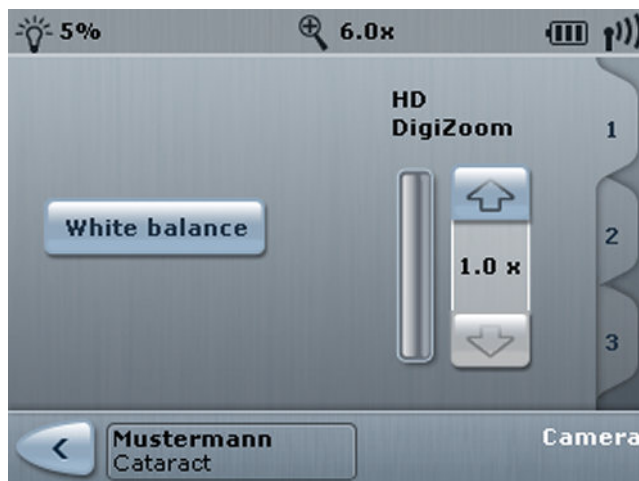 5%
6.0x
HD
DigiZoom
1
White balance
2
1.0 x
3
Mustermann
Cataract
Camera